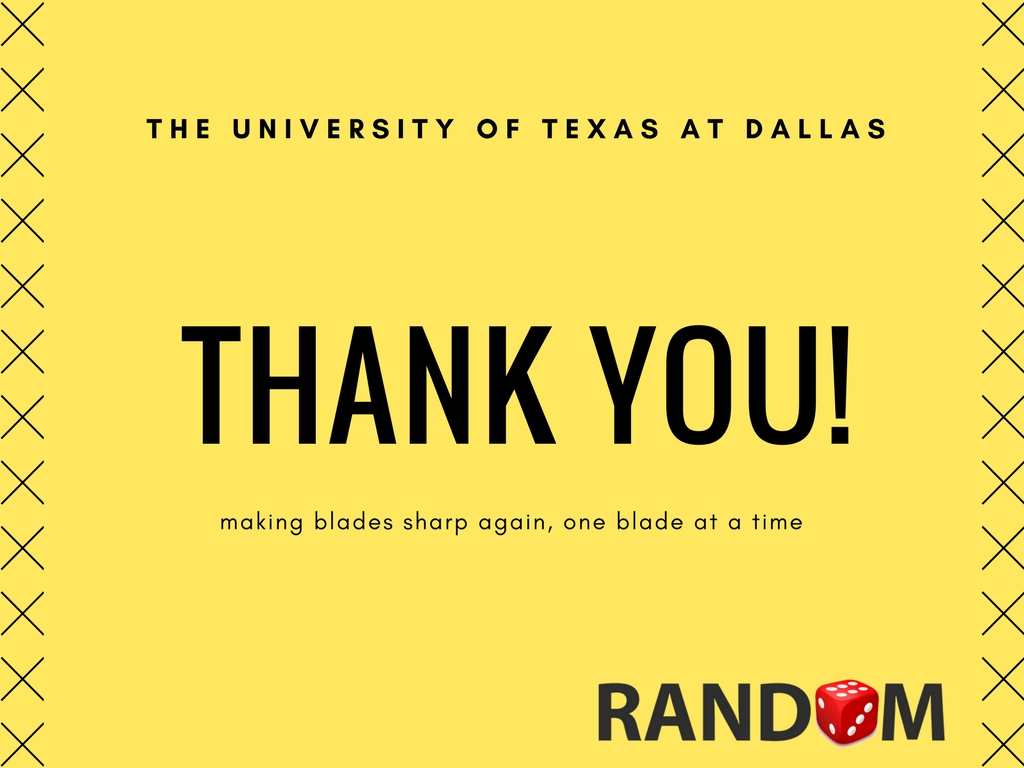 THE UNIVERSITY OF TEXAS AT DALLAS
THANK YOU!
making blades sharp again, one blade at a time
RANDOM